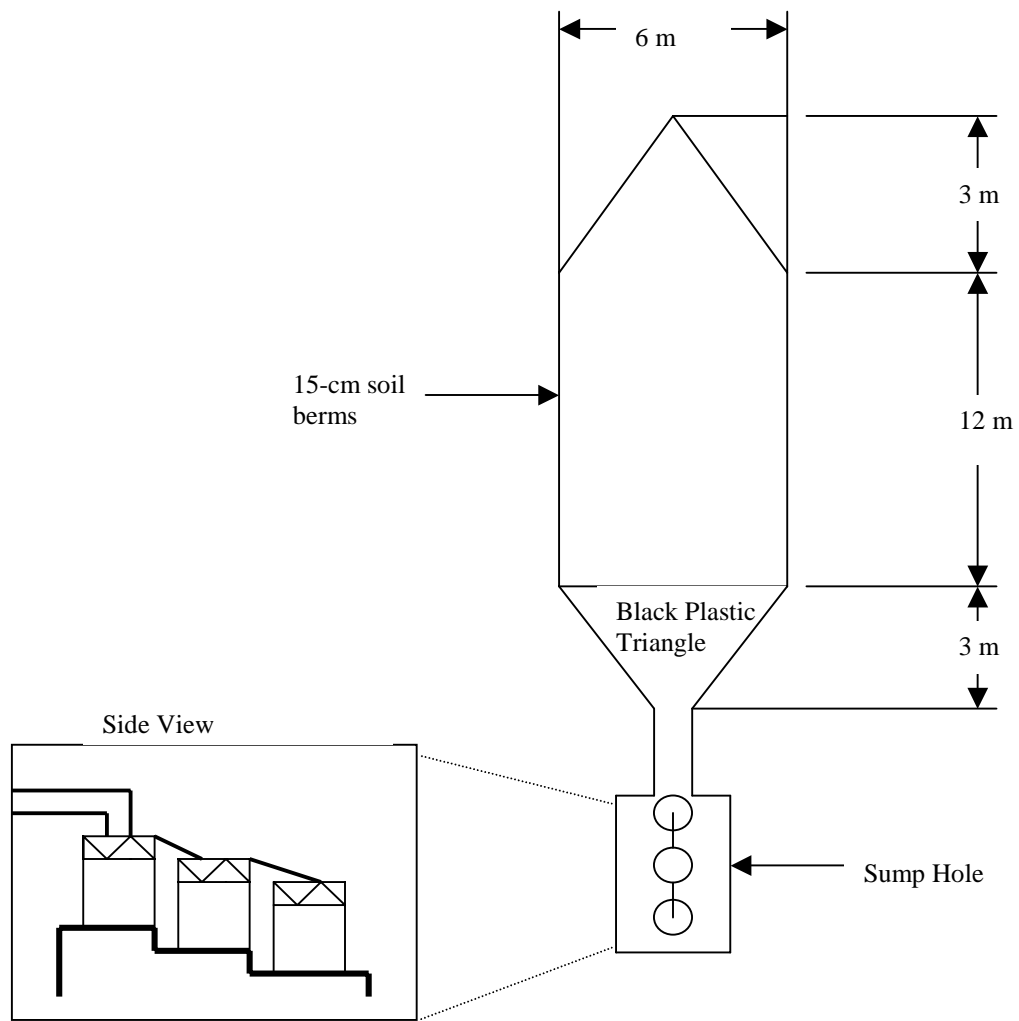 6 m
3 m
15-cm soil
berms
12 m
Black Plastic
Triangle
3 m
Side View
Sump Hole